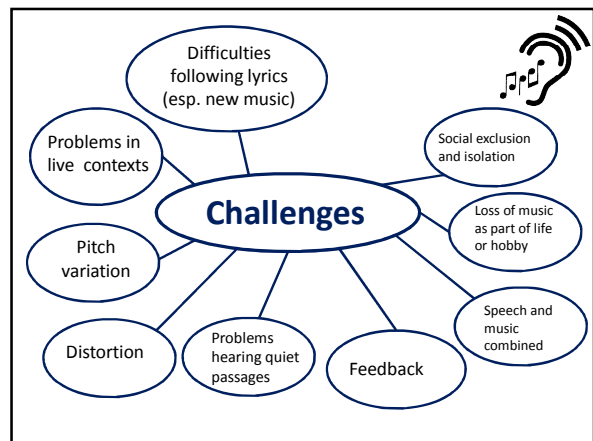 Difficulties
following lyrics
(esp. new music)
Problems in
live contexts
Social exclusion
and isolation
Challenges
Loss of music
as part of life
or hobby
Pitch
variation
Speech and
music
combined
Distortion
Problems
hearing quiet
passages
Feedback